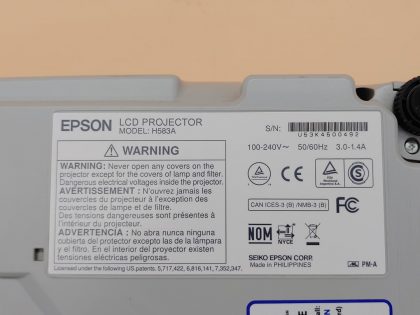 EPSON LCD PROJECTOR
MODEL: H583A
S/N: U53K4500492
100-240V~ 50/60Hz 3.0-1.4A
WARNING
WARNING: Never open any covers on the
projector except for the covers of lamp and filter.
Dangerous electrical voltages inside the projector.
AVERTISSEMENT : N'ouvrez jamais les
couvercles du projecteur à l'exception des
couvercles de la lampe et du filtre.
Des tensions dangereuses sont présentes à
l'intérieur du projecteur.
ADVERTENCIA : No abra nunca ninguna
cubierta del protector excepto las de la lámpara
y el filtro. En el interior del proyector existen
voltajes peligrosos.
Licensed under following US patents. 5,717,422, 6,816,141, 7,352,347.
CE
S
CAN ICES-3 (B) /NMB-3 (B)
FC
NOM
NYCE
SEIKO EPSON CORP.
Made in PHILIPPINES
PM-A